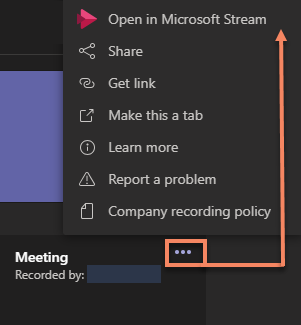 Open in Microsoft Stream
Share
Get link
Make this a tab
Learn more
Report a problem
Company recording policy
Meeting
Recorded by: